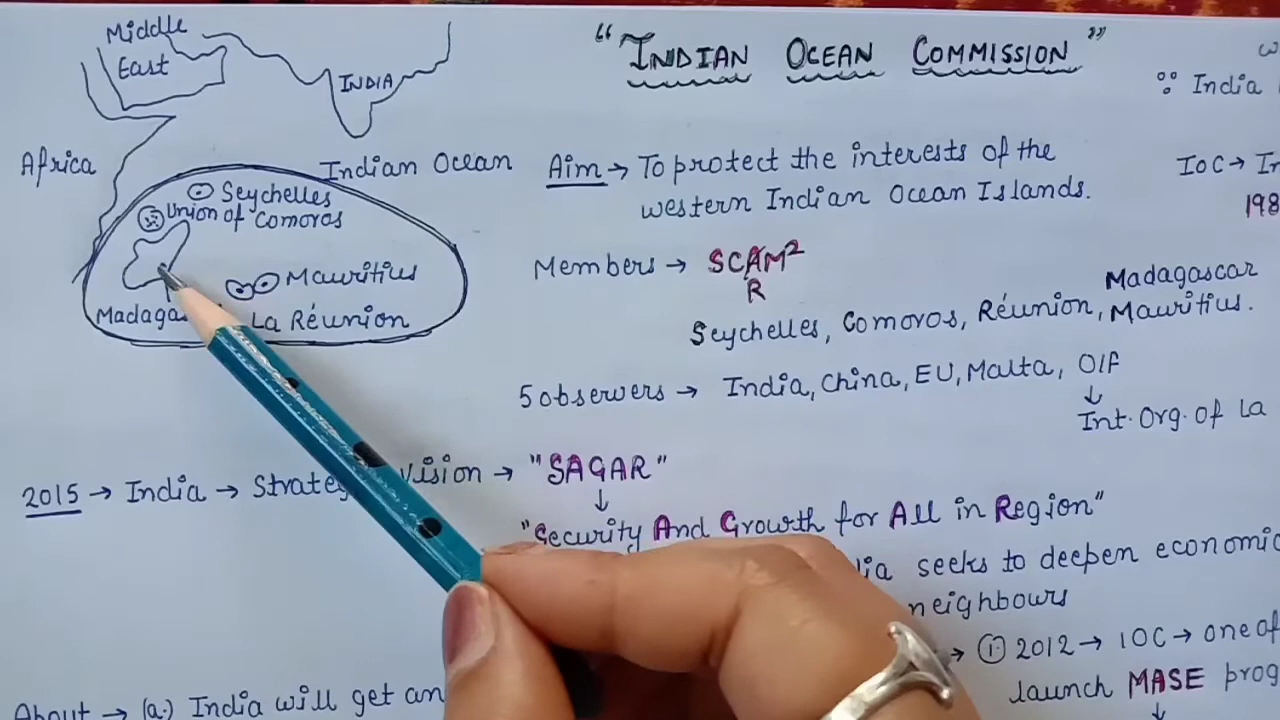 Middle
East
INDIA
Africa
Indian Ocean
Seychelles
Union of Comoros
Mauritius
La Réunion
"INDIAN OCEAN COMMISSION"
∵ India
Aim → To protect the interests of the
western Indian Ocean Islands.
IOC →
198
Members → SCAM²
R
Seychelles, Comoros, Réunion, Madagascar
Mauritius.
5 observers → India, China, EU, Malta, OIF
↓
Int. Org. of La
2015 → India → Vision → "SAGAR"
↓
"Security And Growth for All in Region"
seeks to deepen economic
neighbours
→ ① 2012 → IOC → one of
launch MASE
↓
About → (a.) India will get an